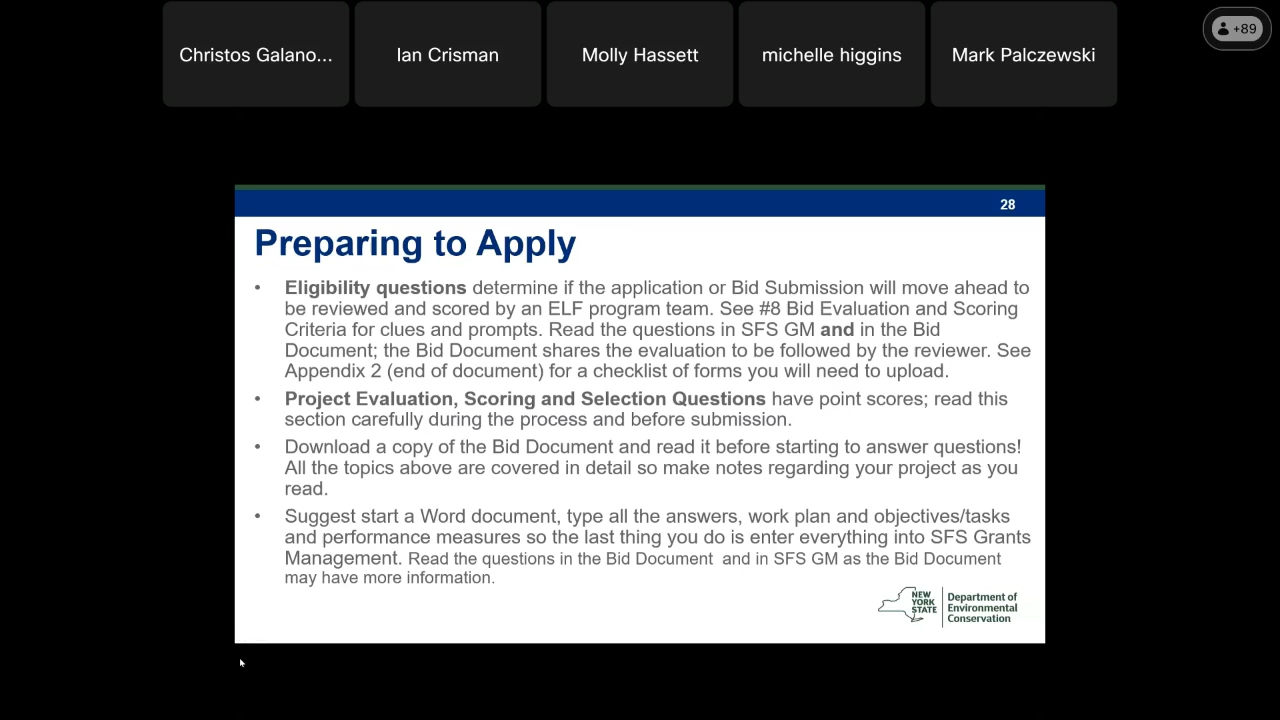 Christos Galano...
Ian Crisman
Molly Hassett
michelle higgins
Mark Palczewski
+89
28
Preparing to Apply
• Eligibility questions determine if the application or Bid Submission will move ahead to
be reviewed and scored by an ELF program team. See #8 Bid Evaluation and Scoring
Criteria for clues and prompts. Read the questions in SFS GM and in the Bid
Document; the Bid Document shares the evaluation to be followed by the reviewer. See
Appendix 2 (end of document) for a checklist of forms you will need to upload.
• Project Evaluation, Scoring and Selection Questions have point scores; read this
section carefully during the process and before submission.
• Download a copy of the Bid Document and read it before starting to answer questions!
All the topics above are covered in detail so make notes regarding your project as you
read.
• Suggest start a Word document, type all the answers, work plan and objectives/tasks
and performance measures so the last thing you do is enter everything into SFS Grants
Management. Read the questions in the Bid Document and in SFS GM as the Bid Document
may have more information.
NEW
YORK
STATE
Department of
Environmental
Conservation